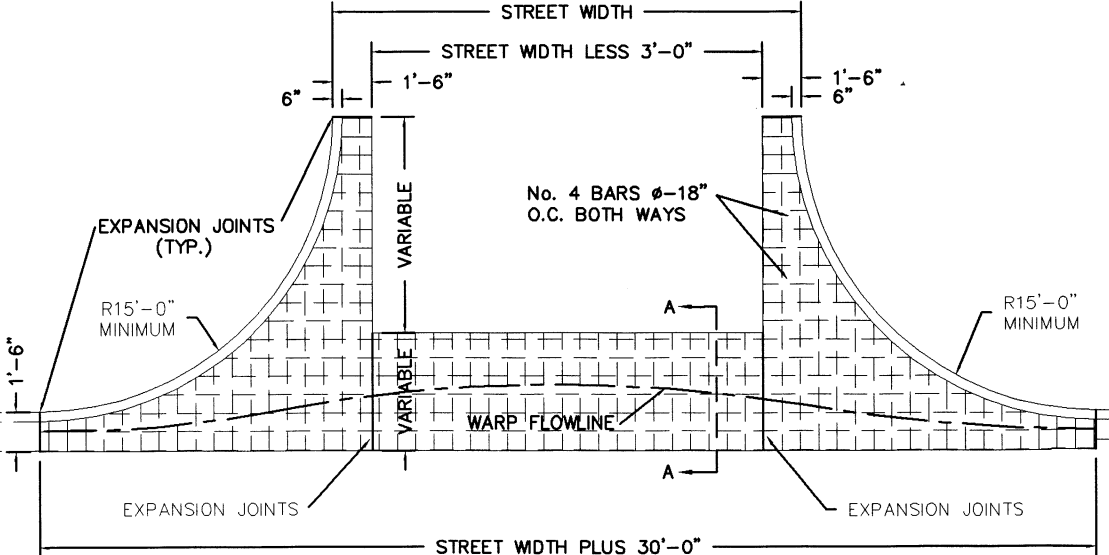 STREET WIDTH
STREET WIDTH LESS 3'-0"
1'-6"
1'-6"
6"
6"
No. 4 BARS ø-18"
O.C. BOTH WAYS
VARIABLE
EXPANSION JOINTS
(TYP.)
R15'-0"
MINIMUM
A
R15'-0"
MINIMUM
1'-6"
VARIABLE
WARP FLOWLINE
A
EXPANSION JOINTS
EXPANSION JOINTS
STREET WIDTH PLUS 30'-0"